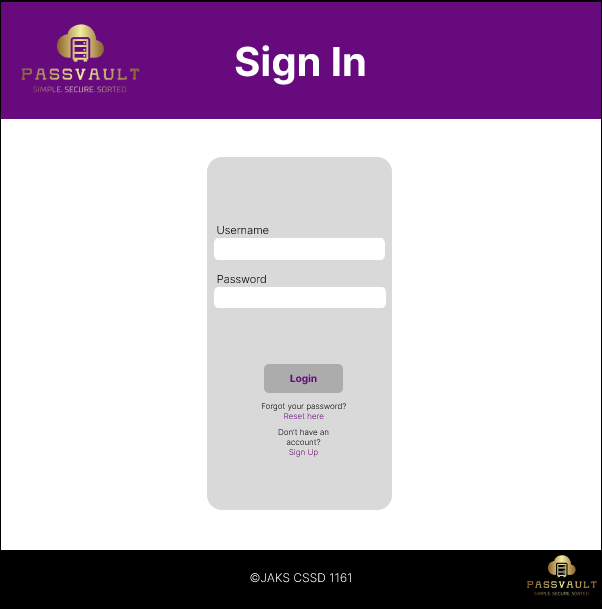 PASSVAULT
SIMPLE. SECURE. SORTED.
Sign In
Username
Password
Login
Forgot your password?
Reset here
Don't have an
account?
Sign Up
©JAKS CSSD 1161
PASSVAULT
SIMPLE. SECURE. SORTED.